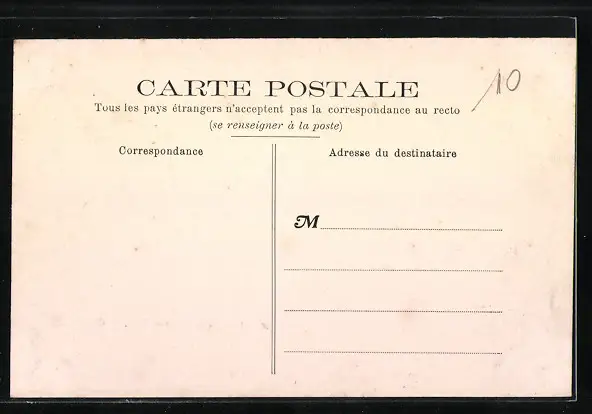 CARTE POSTALE
10
Tous les pays étrangers n'acceptent pas la correspondance au recto
(se renseigner à la poste)
Correspondance
Adresse du destinataire
M